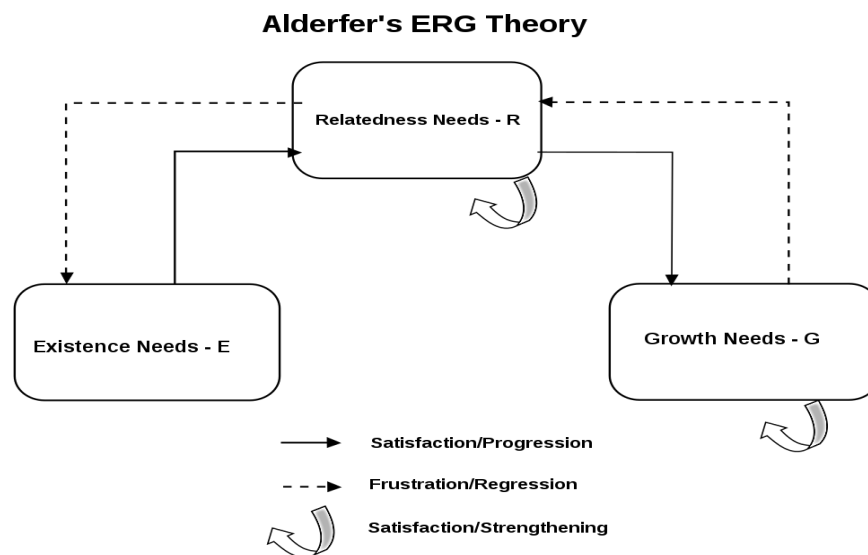 Alderfer's ERG Theory
Relatedness Needs - R
Existence Needs - E
Growth Needs - G
Satisfaction/Progression
Frustration/Regression
Satisfaction/Strengthening